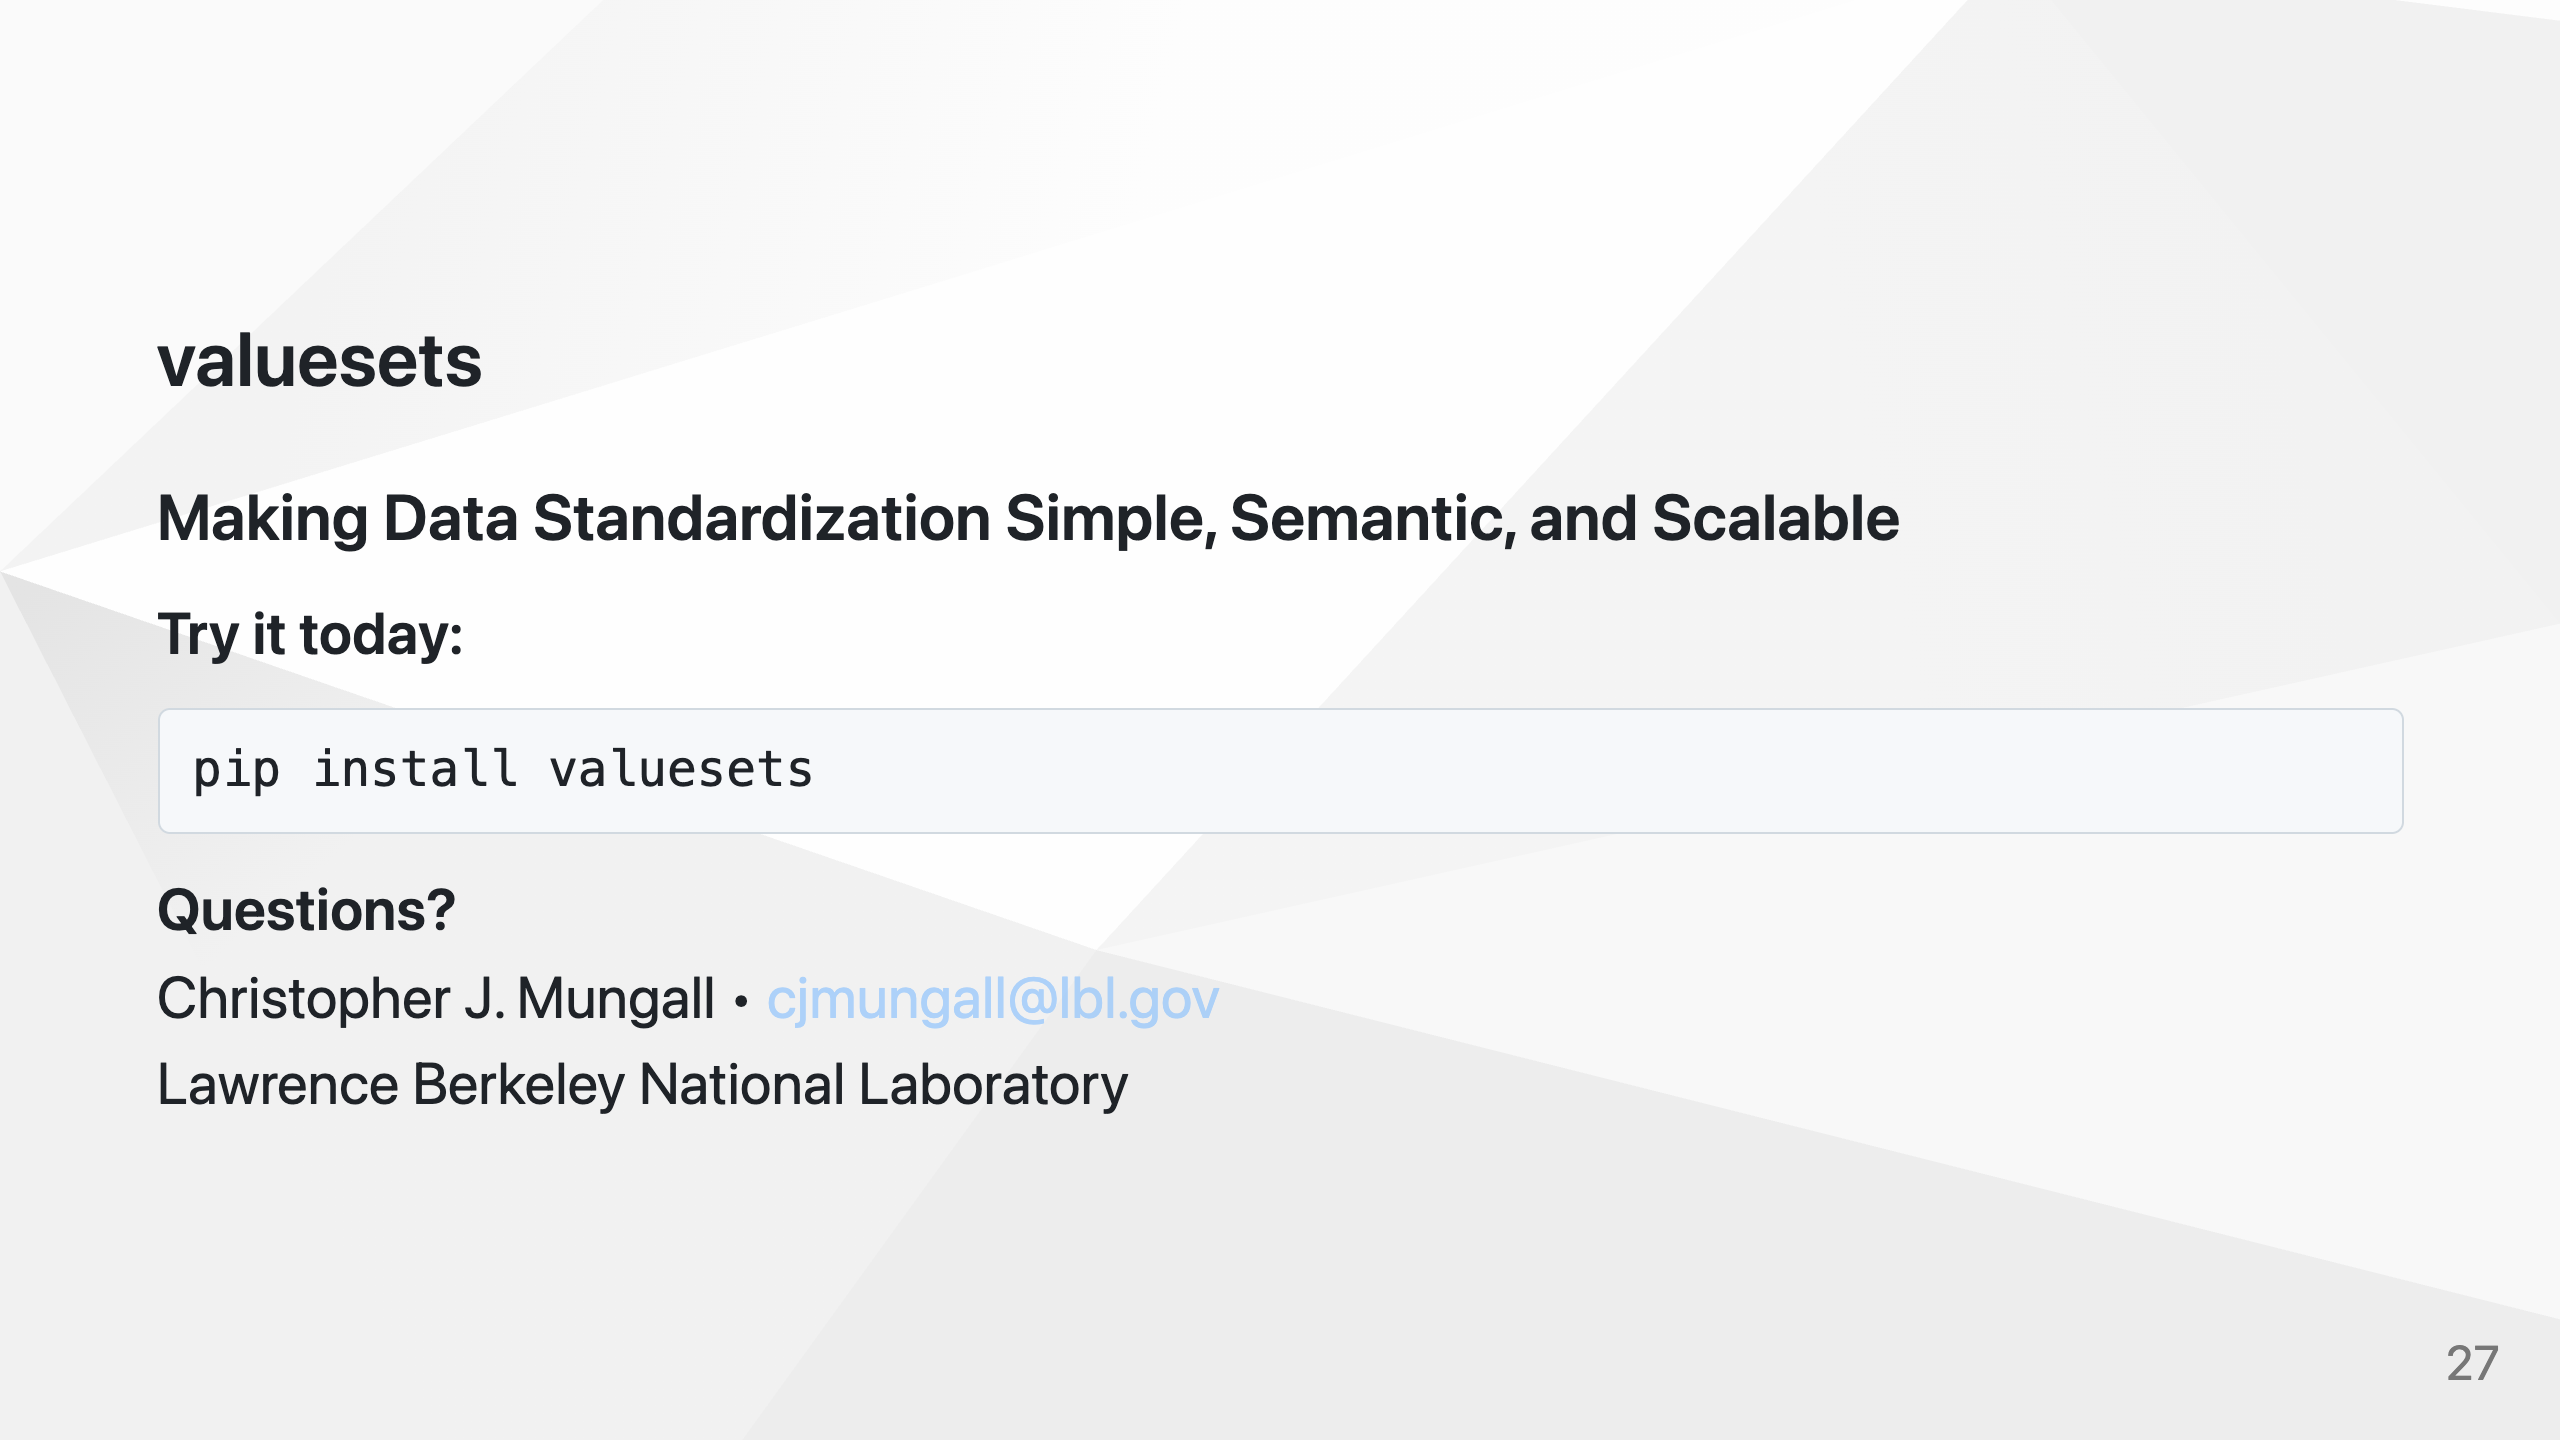 valuesets
Making Data Standardization Simple, Semantic, and Scalable
Try it today:
pip install valuesets
Questions?
Christopher J. Mungall • cjmungall@lbl.gov
Lawrence Berkeley National Laboratory
27